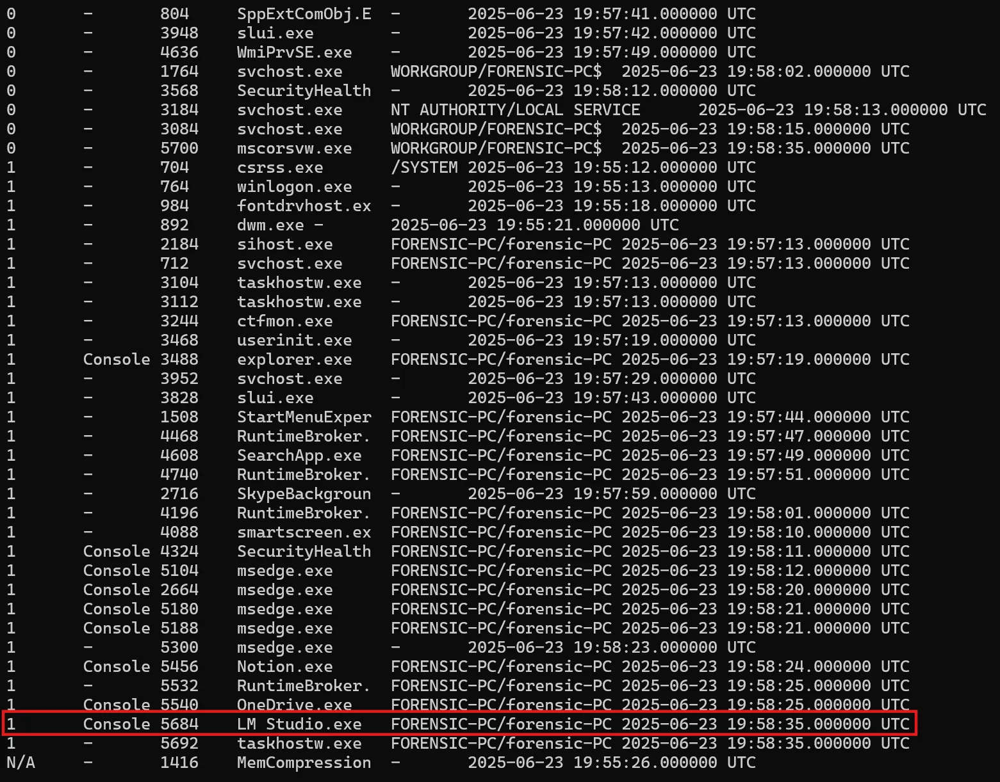 0 - 804 SppExtComObj.E - 2025-06-23 19:57:41.000000 UTC
0 - 3948 slui.exe - 2025-06-23 19:57:42.000000 UTC
0 - 4636 WmiPrvSE.exe - 2025-06-23 19:57:49.000000 UTC
0 - 1764 svchost.exe WORKGROUP/FORENSIC-PC$ 2025-06-23 19:58:02.000000 UTC
0 - 3568 SecurityHealth - 2025-06-23 19:58:12.000000 UTC
0 - 3184 svchost.exe NT AUTHORITY/LOCAL SERVICE 2025-06-23 19:58:13.000000 UTC
0 - 3084 svchost.exe WORKGROUP/FORENSIC-PC$ 2025-06-23 19:58:15.000000 UTC
0 - 5700 mscorsvw.exe WORKGROUP/FORENSIC-PC$ 2025-06-23 19:58:35.000000 UTC
1 - 704 csrss.exe /SYSTEM 2025-06-23 19:55:12.000000 UTC
1 - 764 winlogon.exe - 2025-06-23 19:55:13.000000 UTC
1 - 984 fontdrvhost.ex - 2025-06-23 19:55:18.000000 UTC
1 - 892 dwm.exe - 2025-06-23 19:55:21.000000 UTC
1 - 2184 sihost.exe FORENSIC-PC/forensic-PC 2025-06-23 19:57:13.000000 UTC
1 - 712 svchost.exe FORENSIC-PC/forensic-PC 2025-06-23 19:57:13.000000 UTC
1 - 3104 taskhostw.exe - 2025-06-23 19:57:13.000000 UTC
1 - 3112 taskhostw.exe - 2025-06-23 19:57:13.000000 UTC
1 - 3244 ctfmon.exe FORENSIC-PC/forensic-PC 2025-06-23 19:57:13.000000 UTC
1 - 3468 userinit.exe - 2025-06-23 19:57:19.000000 UTC
1 Console 3488 explorer.exe FORENSIC-PC/forensic-PC 2025-06-23 19:57:19.000000 UTC
1 - 3952 svchost.exe - 2025-06-23 19:57:29.000000 UTC
1 - 3828 slui.exe - 2025-06-23 19:57:43.000000 UTC
1 - 1508 StartMenuExper FORENSIC-PC/forensic-PC 2025-06-23 19:57:44.000000 UTC
1 - 4468 RuntimeBroker. FORENSIC-PC/forensic-PC 2025-06-23 19:57:47.000000 UTC
1 - 4608 SearchApp.exe FORENSIC-PC/forensic-PC 2025-06-23 19:57:49.000000 UTC
1 - 4740 RuntimeBroker. FORENSIC-PC/forensic-PC 2025-06-23 19:57:51.000000 UTC
1 - 2716 SkypeBackgroun - 2025-06-23 19:57:59.000000 UTC
1 - 4196 RuntimeBroker. FORENSIC-PC/forensic-PC 2025-06-23 19:58:01.000000 UTC
1 - 4088 smartscreen.ex FORENSIC-PC/forensic-PC 2025-06-23 19:58:10.000000 UTC
1 Console 4324 SecurityHealth FORENSIC-PC/forensic-PC 2025-06-23 19:58:11.000000 UTC
1 Console 5104 msedge.exe FORENSIC-PC/forensic-PC 2025-06-23 19:58:12.000000 UTC
1 Console 2664 msedge.exe FORENSIC-PC/forensic-PC 2025-06-23 19:58:20.000000 UTC
1 Console 5180 msedge.exe FORENSIC-PC/forensic-PC 2025-06-23 19:58:21.000000 UTC
1 Console 5188 msedge.exe FORENSIC-PC/forensic-PC 2025-06-23 19:58:21.000000 UTC
1 - 5300 msedge.exe - 2025-06-23 19:58:23.000000 UTC
1 Console 5456 Notion.exe FORENSIC-PC/forensic-PC 2025-06-23 19:58:24.000000 UTC
1 - 5532 RuntimeBroker. FORENSIC-PC/forensic-PC 2025-06-23 19:58:25.000000 UTC
1 Console 5540 OneDrive.exe FORENSIC-PC/forensic-PC 2025-06-23 19:58:25.000000 UTC
1 Console 5684 LM Studio.exe FORENSIC-PC/forensic-PC 2025-06-23 19:58:35.000000 UTC
1 - 5692 taskhostw.exe FORENSIC-PC/forensic-PC 2025-06-23 19:58:35.000000 UTC
N/A - 1416 MemCompression - 2025-06-23 19:55:26.000000 UTC